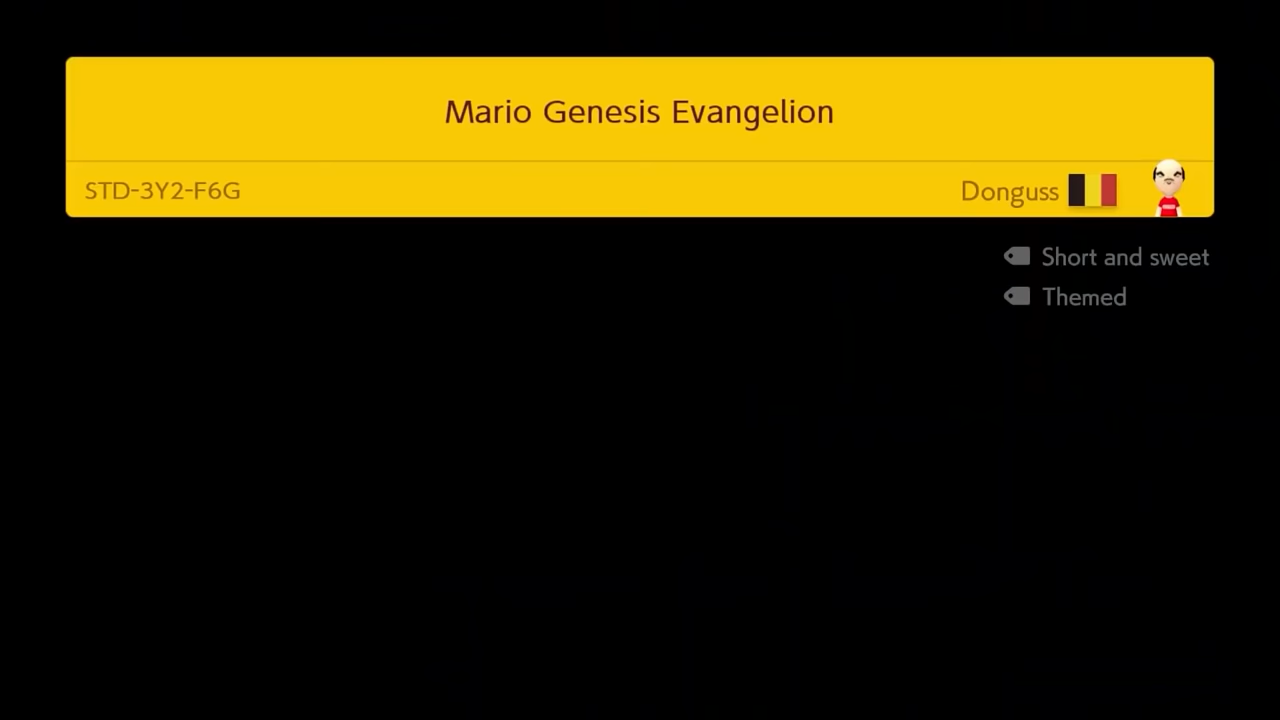 Mario Genesis Evangelion
STD-3Y2-F6G
Donguss
Short and sweet
Themed